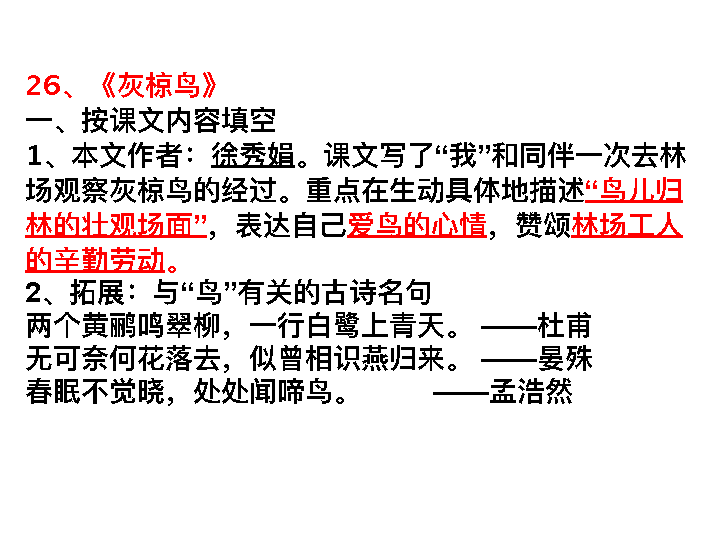 26、《灰椋鸟》
一、按课文内容填空
1、本文作者：徐秀娟。课文写了“我”和同伴一次去林
场观察灰椋鸟的经过。重点在生动具体地描述“鸟儿归
林的壮观场面”，表达自己爱鸟的心情，赞颂林场工人
的辛勤劳动。
2、拓展：与“鸟”有关的古诗名句
两个黄鹂鸣翠柳，一行白鹭上青天。 ——杜甫
无可奈何花落去，似曾相识燕归来。 ——晏殊
春眠不觉晓，处处闻啼鸟。 ——孟浩然